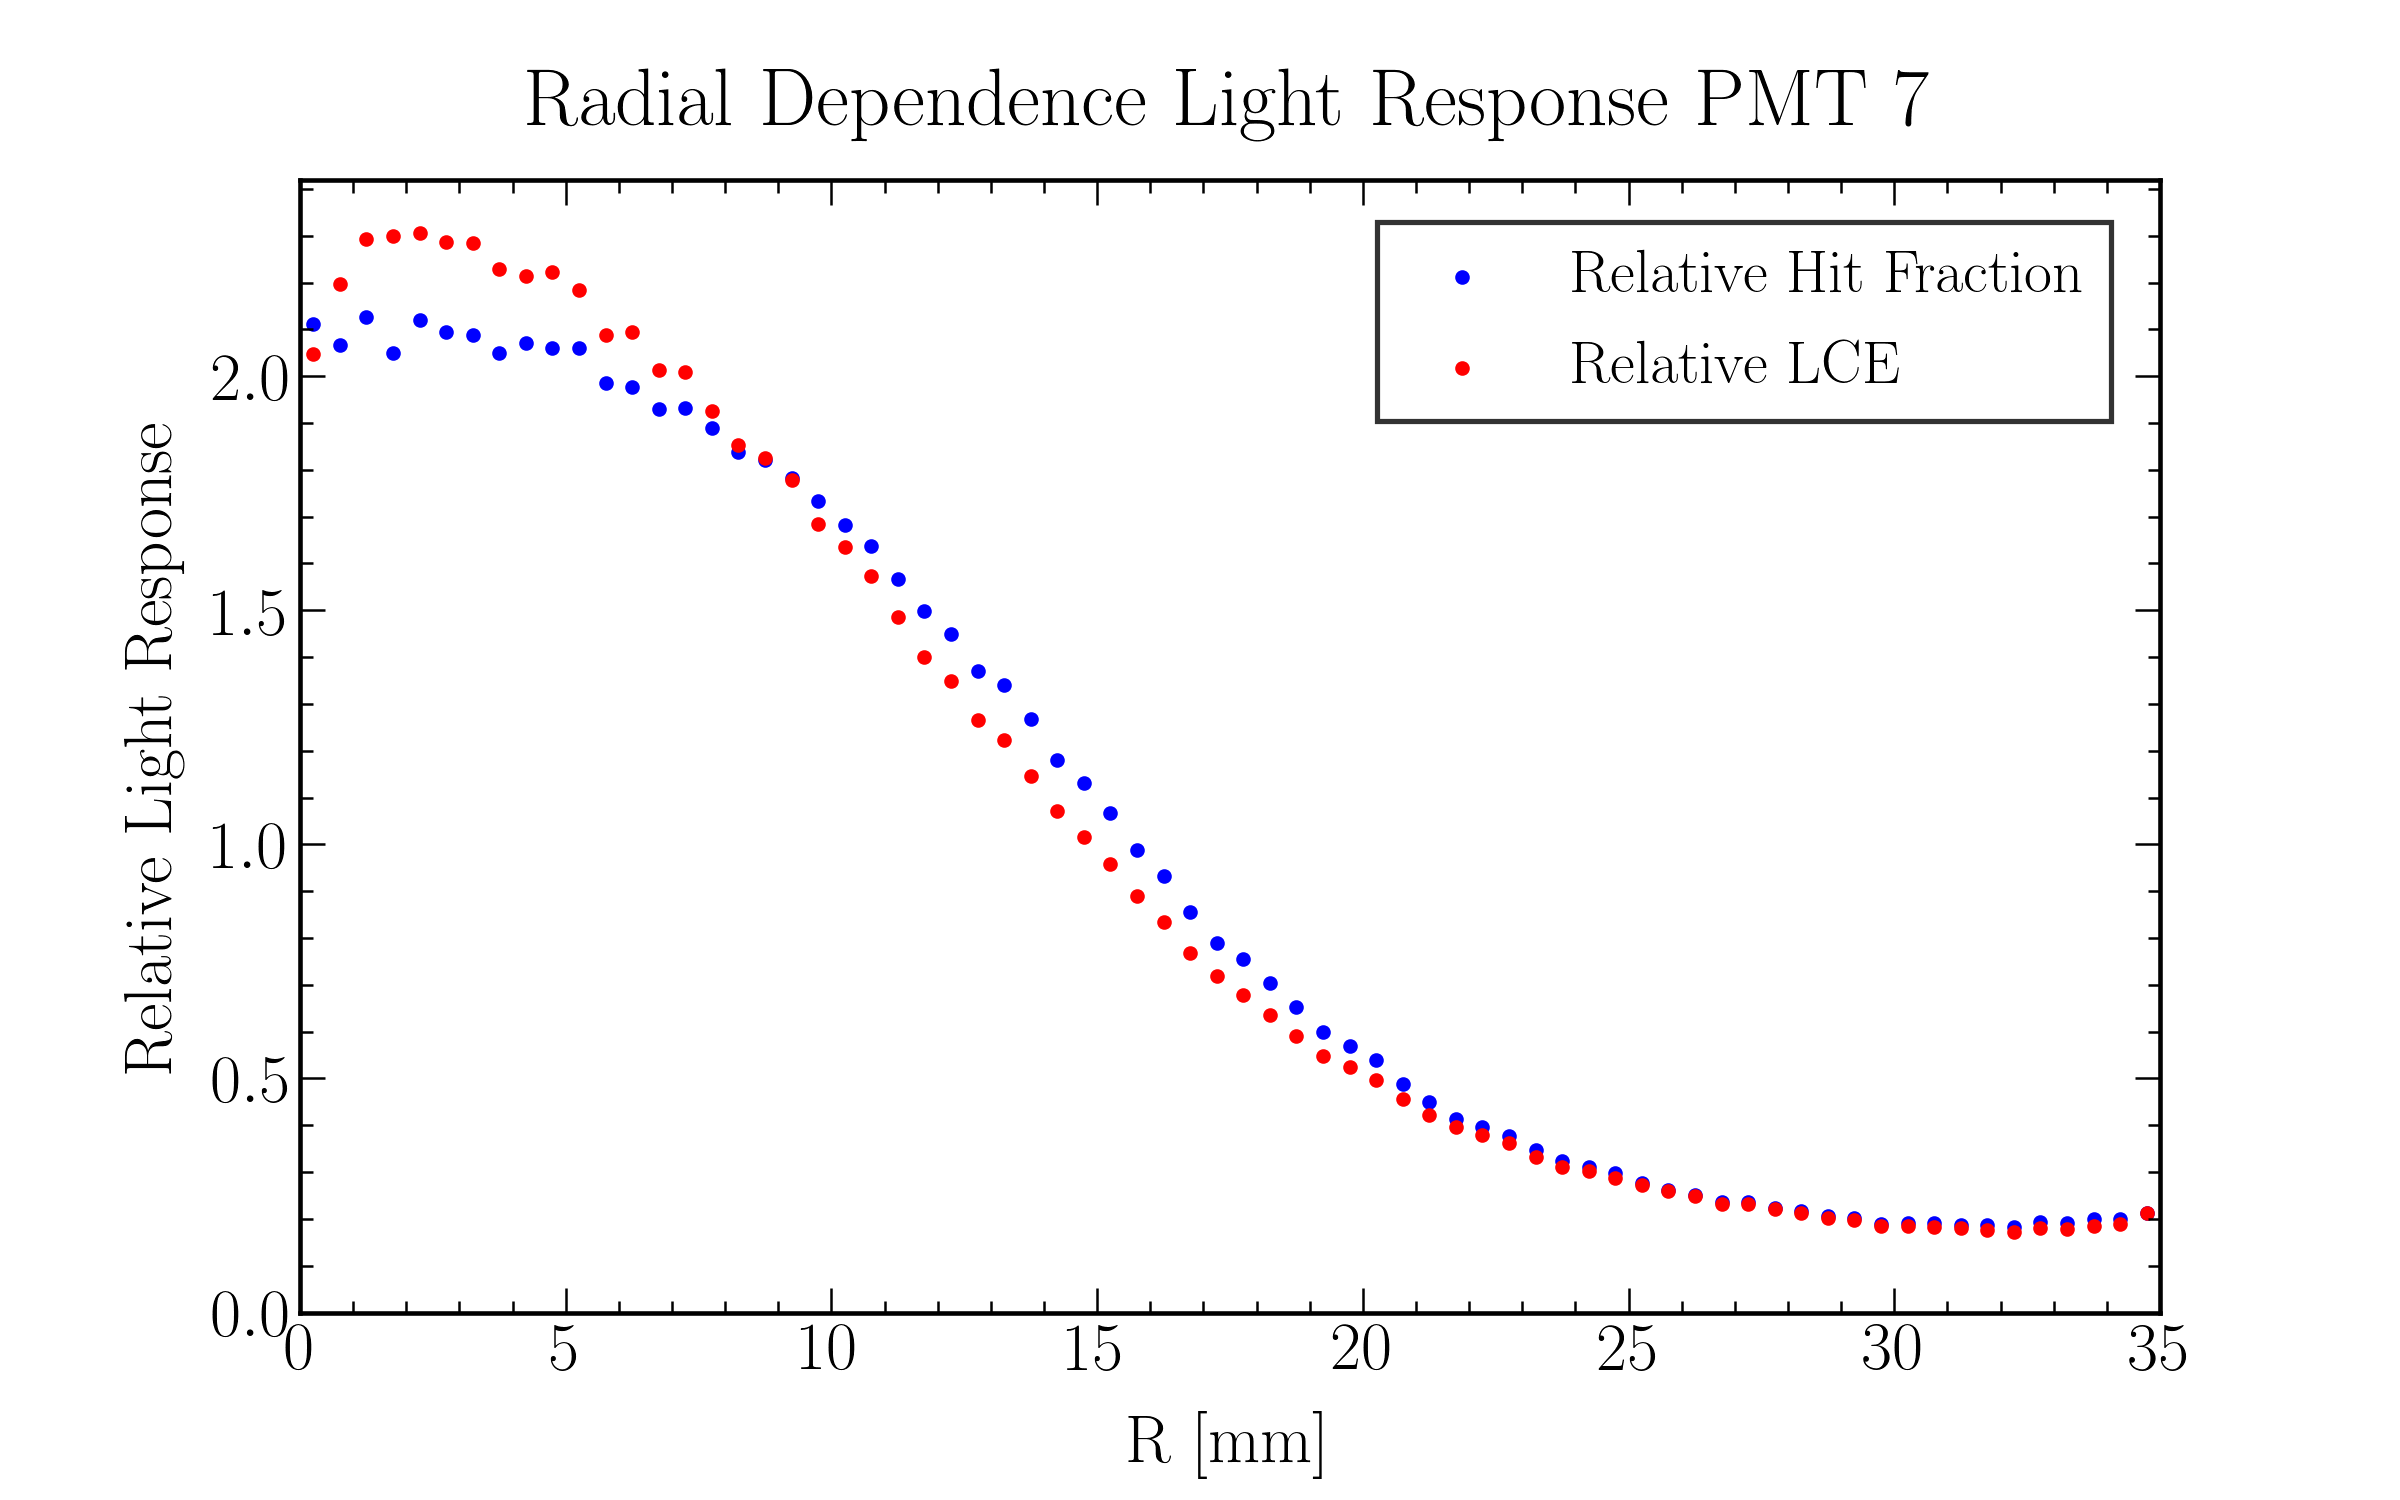 Radial Dependence Light Response PMT 7
Relative Hit Fraction
Relative LCE
Relative Light Response
2.0
1.5
1.0
0.5
0.0
0 5 10 15 20 25 30 35
R [mm]